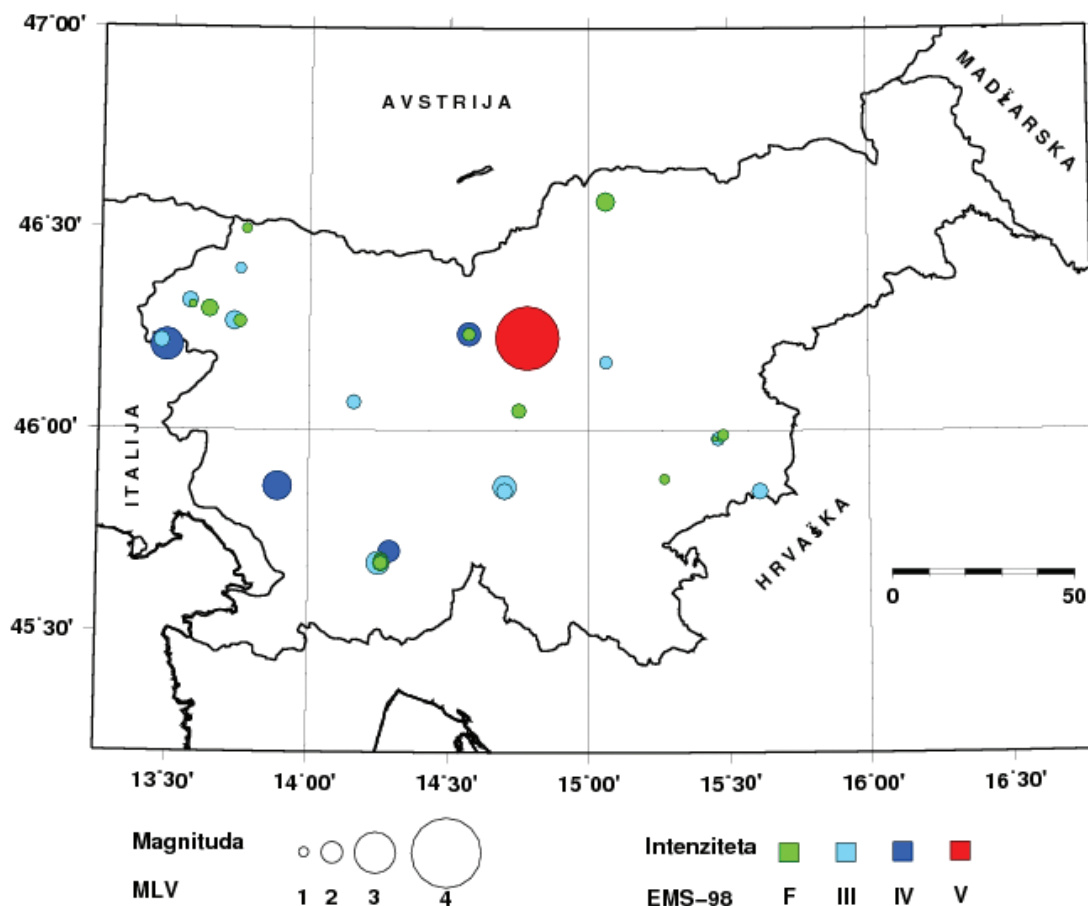 47°00'
46°30'
46°00'
45°30'
AVSTRIJA
MADŽARSKA
ITALIJA
HRVAŠKA
0 50
13°30' 14°00' 14°30' 15°00' 15°30' 16°00' 16°30'
Magnituda
MLV 1 2 3 4
Intenziteta
EMS-98 F III IV V